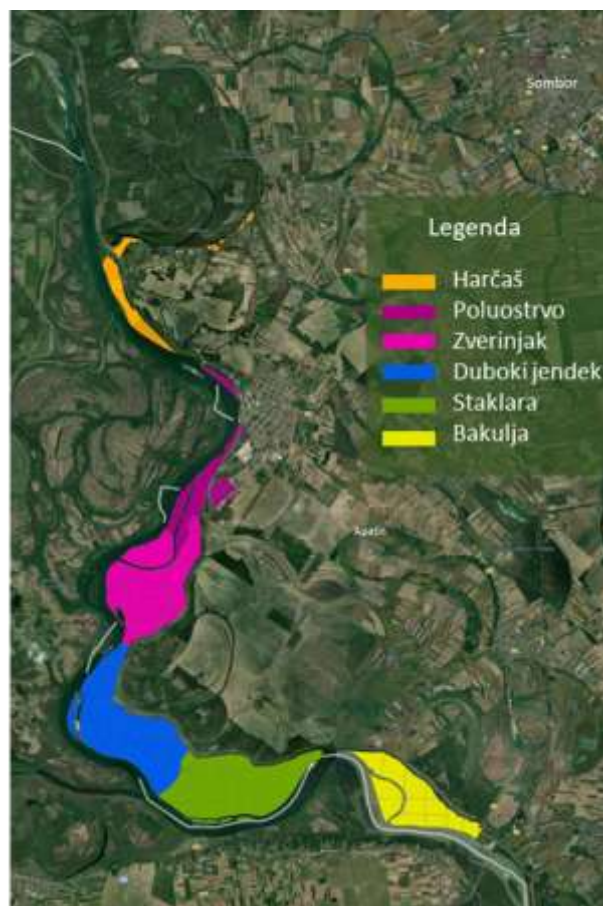 Sombor
Legenda
Harčaš
Poluostrvo
Zverinjak
Duboki jendek
Staklara
Bakulja
Apatin